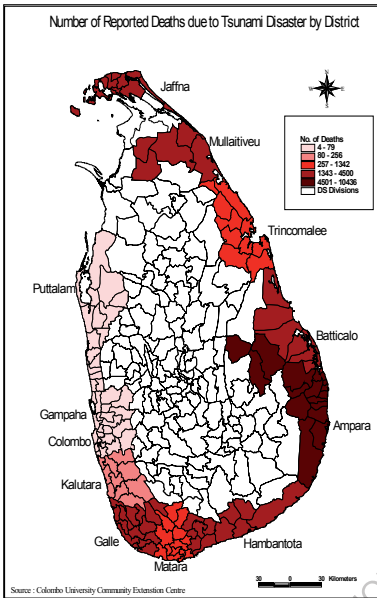 Number of Reported Deaths due to Tsunami Disaster by District
Jaffna
N
W E
S
Mullaitiveu
No. of Deaths
4 - 79
80 - 256
257 - 1342
1343 - 4500
4501 - 10436
DS Divisions
Trincomalee
Puttalam
Batticalo
Gampaha
Ampara
Colombo
Kalutara
Galle
Hambantota
Matara
30 0 30 Kilometers
Source : Colombo University Community Extenstion Centre